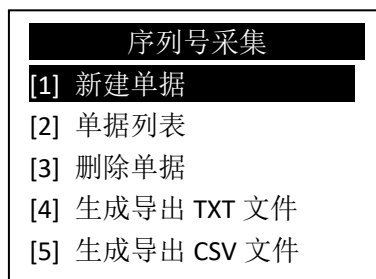 序列号采集
[1] 新建单据
[2] 单据列表
[3] 删除单据
[4] 生成导出 TXT 文件
[5] 生成导出 CSV 文件